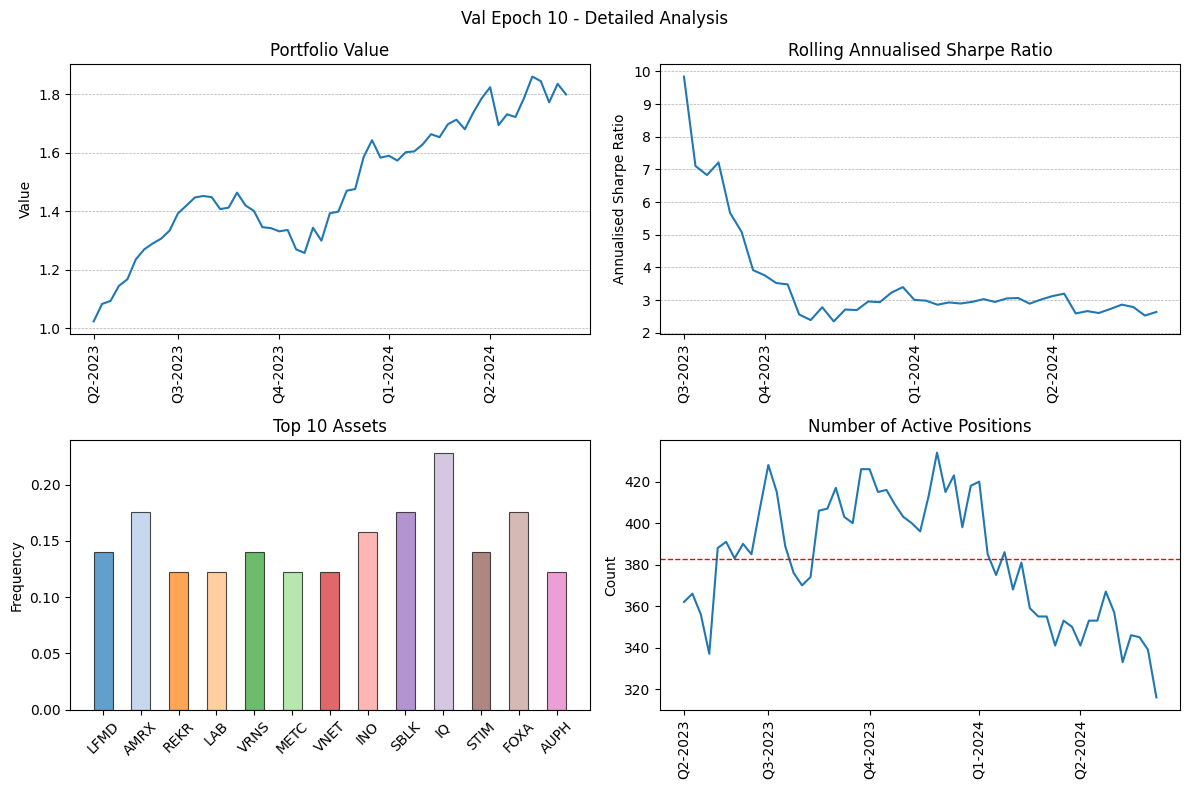 Val Epoch 10 - Detailed Analysis
Portfolio Value
Value
1.8
1.6
1.4
1.2
1.0
Q2-2023
Q3-2023
Q4-2023
Q1-2024
Q2-2024
Rolling Annualised Sharpe Ratio
Annualised Sharpe Ratio
10
9
8
7
6
5
4
3
2
Q3-2023
Q4-2023
Q1-2024
Q2-2024
Top 10 Assets
Frequency
0.20
0.15
0.10
0.05
0.00
LFMD
AMRX
REKR
LAB
VRNS
METC
VNET
INO
SBLK
IQ
STIM
FOXA
AUPH
Number of Active Positions
Count
420
400
380
360
340
320
Q2-2023
Q3-2023
Q4-2023
Q1-2024
Q2-2024